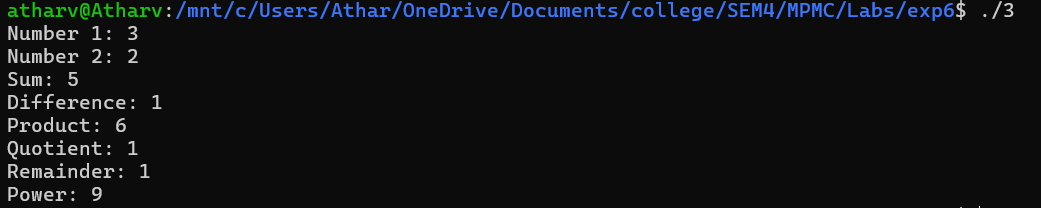 atharv@Atharv:/mnt/c/Users/Athar/OneDrive/Documents/college/SEM4/MPMC/Labs/exp6$ ./3
Number 1: 3
Number 2: 2
Sum: 5
Difference: 1
Product: 6
Quotient: 1
Remainder: 1
Power: 9